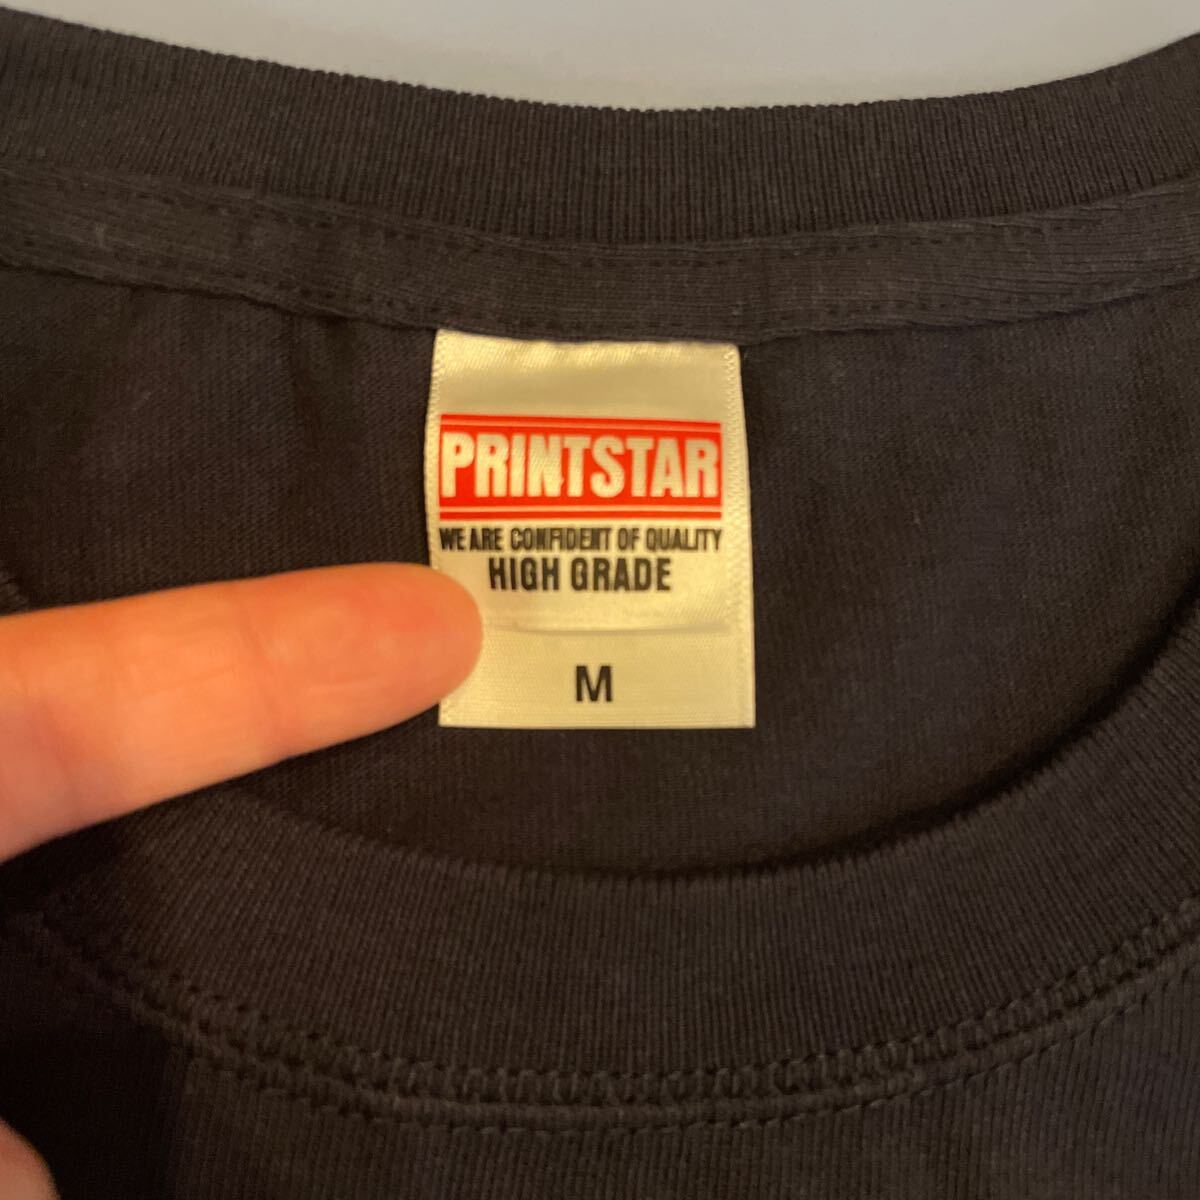 PRINTSTAR
WE ARE CONFIDENT OF QUALITY
HIGH GRADE
M